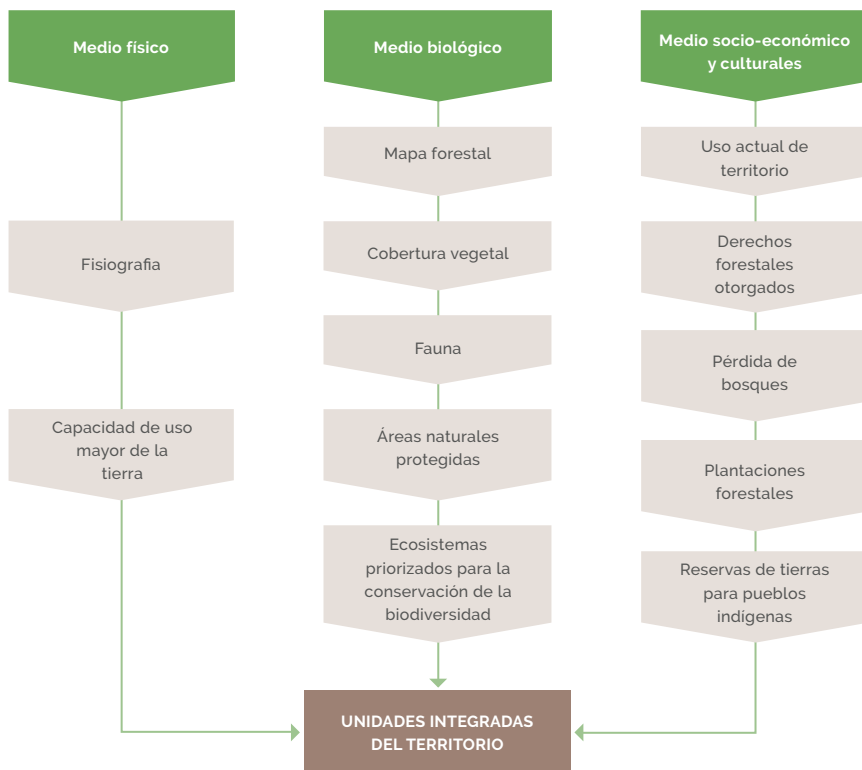 Medio físico
Fisiografia
Capacidad de uso
mayor de la
tierra
Medio biológico
Mapa forestal
Cobertura vegetal
Fauna
Áreas naturales
protegidas
Ecosistemas
priorizados para la
conservación de la
biodiversidad
Medio socio-económico
y culturales
Uso actual de
territorio
Derechos
forestales
otorgados
Pérdida de
bosques
Plantaciones
forestales
Reservas de tierras
para pueblos
indígenas
UNIDADES INTEGRADAS
DEL TERRITORIO